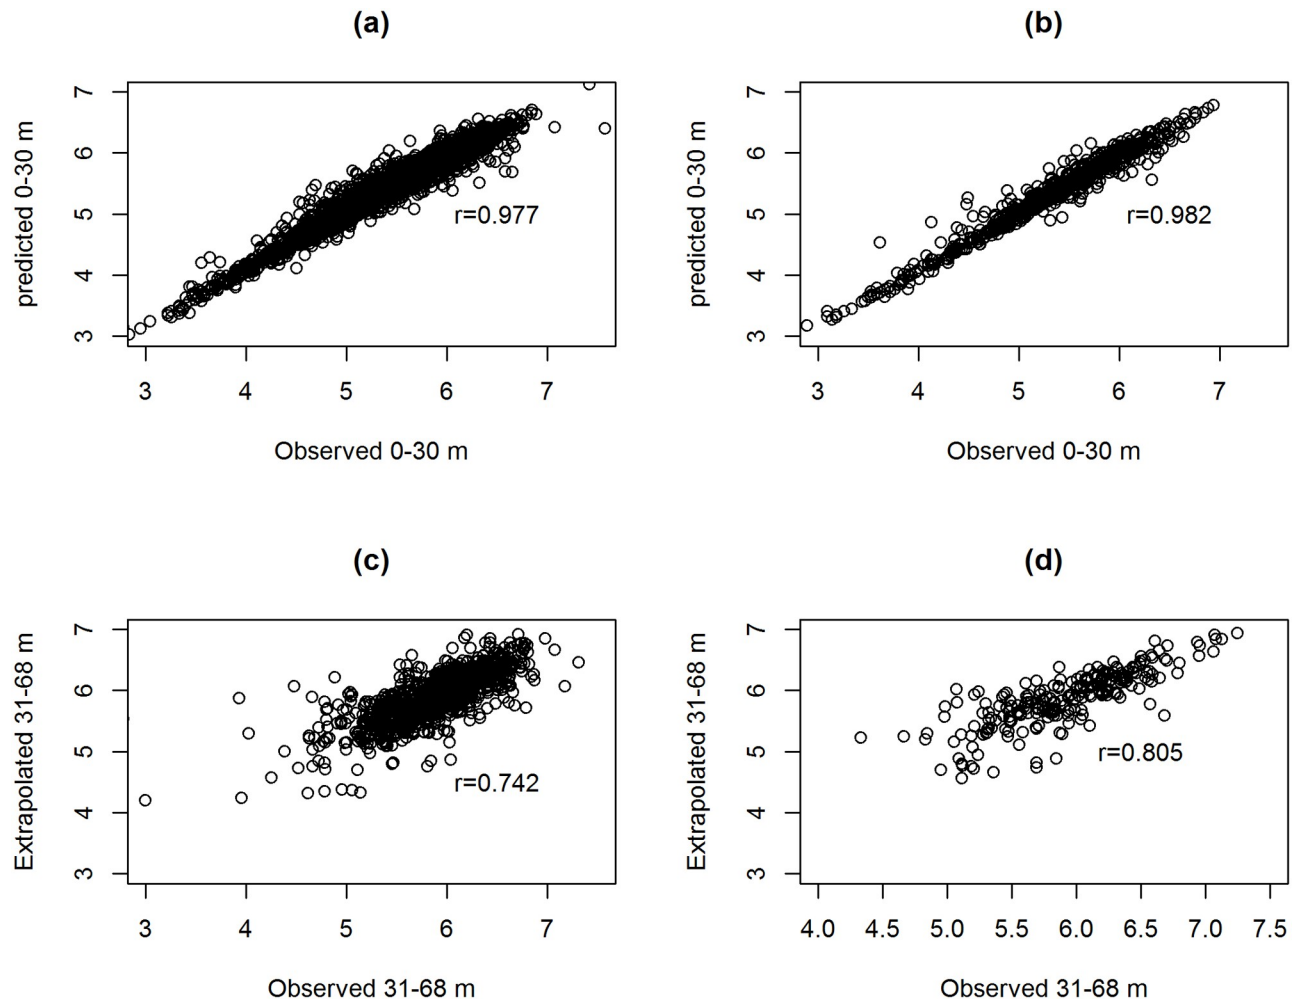 (a)
7
6
5
4
3
predicted 0-30 m
r=0.977
3 4 5 6 7
Observed 0-30 m
(b)
7
6
5
4
3
predicted 0-30 m
r=0.982
3 4 5 6 7
Observed 0-30 m
(c)
7
6
5
4
3
Extrapolated 31-68 m
r=0.742
3 4 5 6 7
Observed 31-68 m
(d)
7
6
5
4
3
Extrapolated 31-68 m
r=0.805
4.0 4.5 5.0 5.5 6.0 6.5 7.0 7.5
Observed 31-68 m